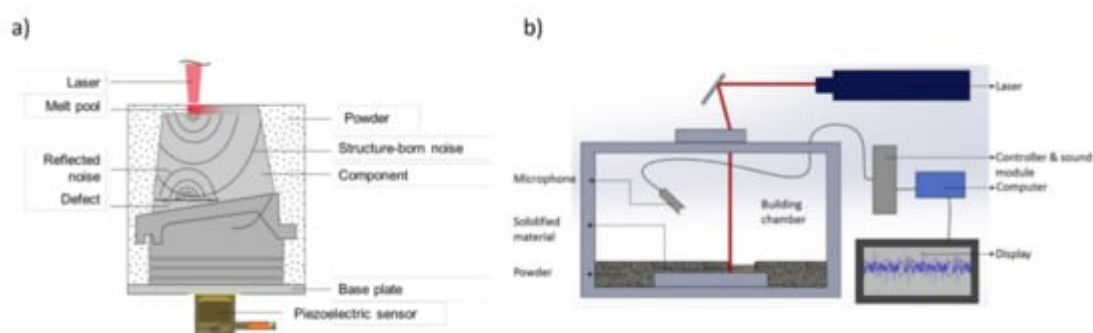 a)
Laser
Melt pool
Reflected
noise
Defect
Powder
Structure-born noise
Component
Base plate
Piezoelectric sensor
b)
Laser
Microphone
Solidified
material
Powder
Building
chamber
Controller & sound
module
Computer
Display